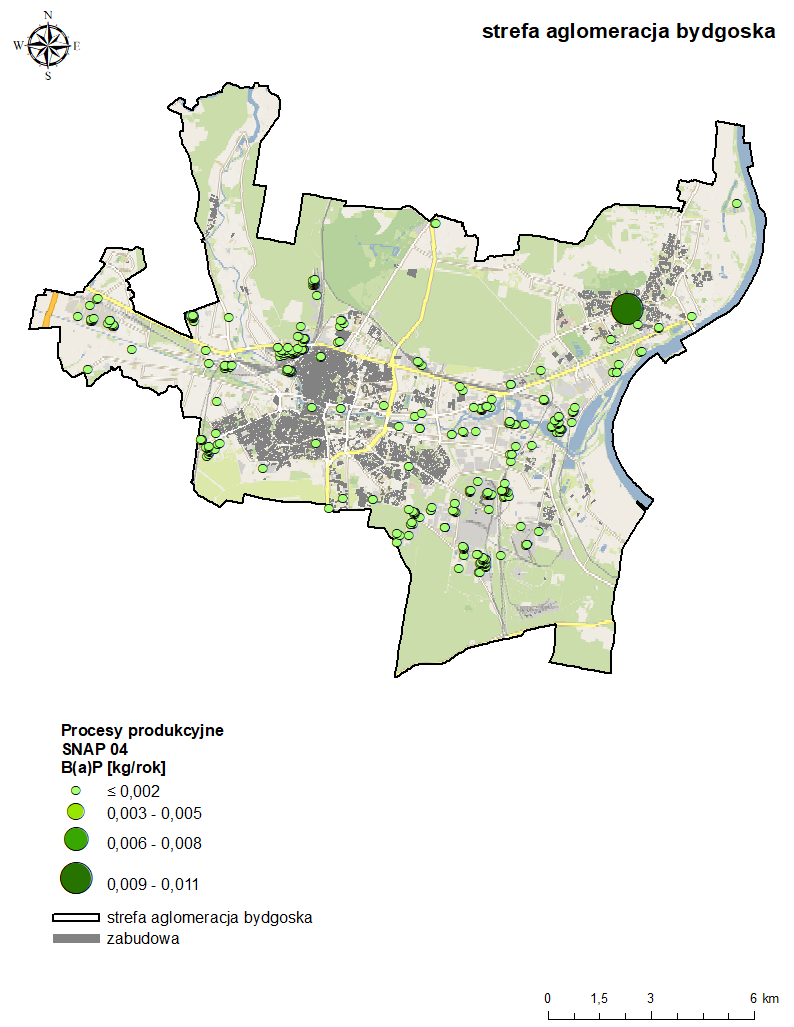 N
W E
S
strefa aglomeracja bydgoska
Procesy produkcyjne
SNAP 04
B(a)P [kg/rok]
≤ 0,002
0,003 - 0,005
0,006 - 0,008
0,009 - 0,011
strefa aglomeracja bydgoska
zabudowa
0 1,5 3 6 km